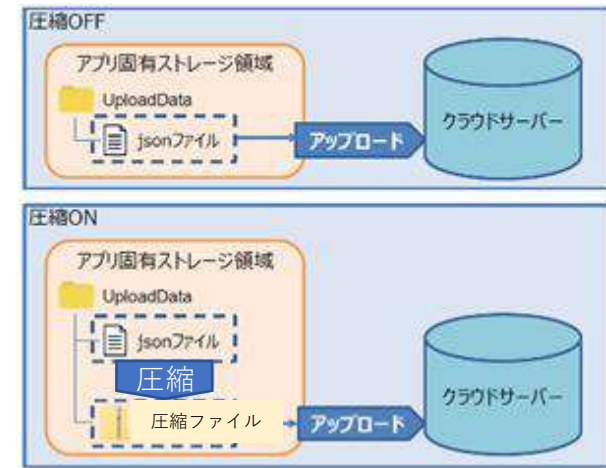 圧縮OFF
アプリ固有ストレージ領域
UploadData
jsonファイル
アップロード
クラウドサーバー
圧縮ON
アプリ固有ストレージ領域
UploadData
jsonファイル
圧縮
圧縮ファイル
アップロード
クラウドサーバー